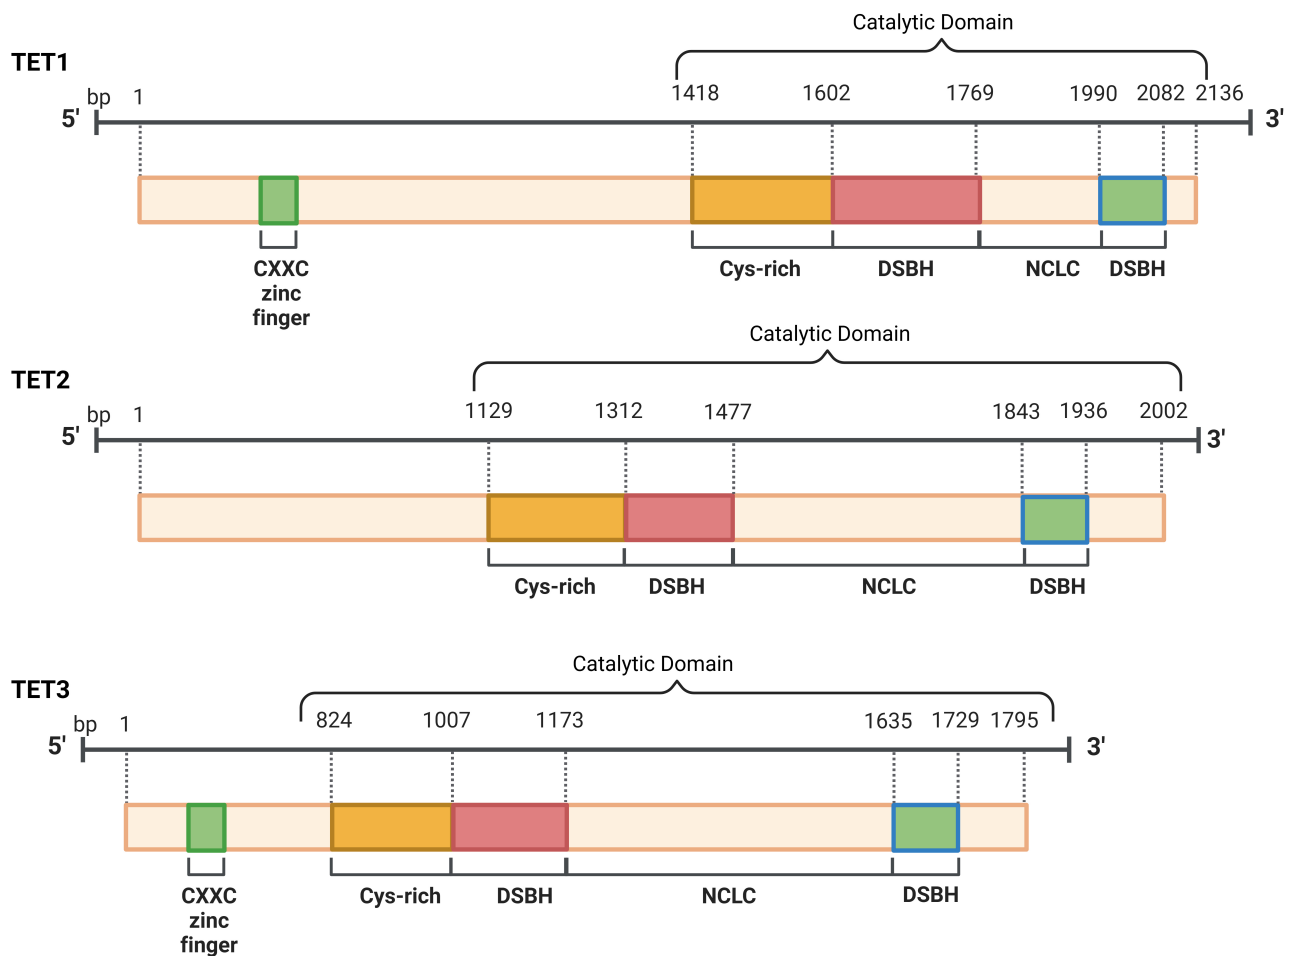 Catalytic Domain
TET1
bp 1 1418 1602 1769 1990 2082 2136
5' 3'
CXXC
zinc
finger
Cys-rich DSBH NCLC DSBH
Catalytic Domain
TET2
bp 1 1129 1312 1477 1843 1936 2002
5' 3'
Cys-rich DSBH NCLC DSBH
Catalytic Domain
TET3
bp 1 824 1007 1173 1635 1729 1795
5' 3'
CXXC
zinc
finger
Cys-rich DSBH NCLC DSBH